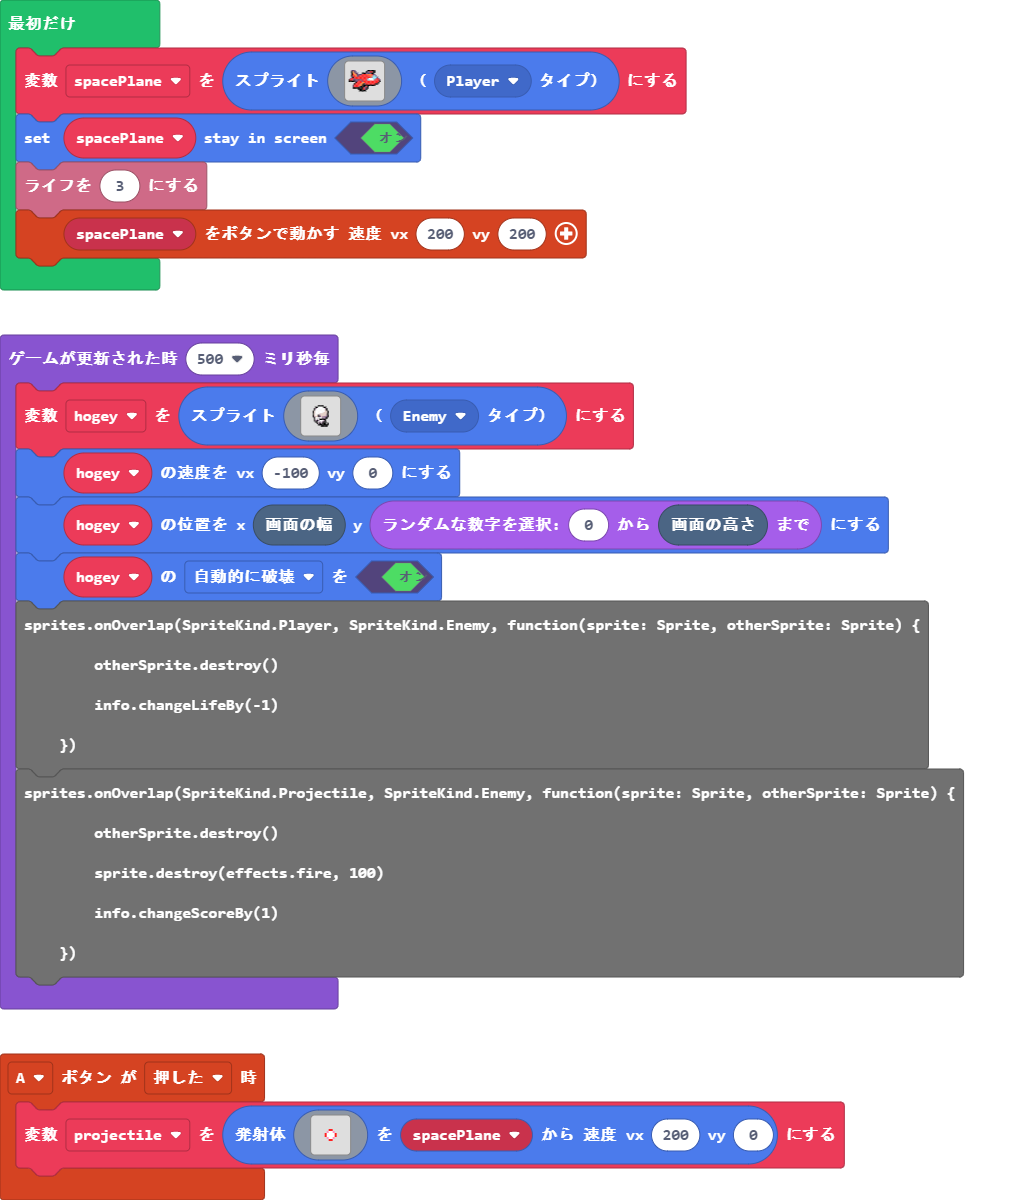 最初だけ
変数 spacePlane を スプライト ( Player タイプ) にする
set spacePlane stay in screen オン
ライフを 3 にする
spacePlane をボタンで動かす 速度 vx 200 vy 200
ゲームが更新された時 500 ミリ秒毎
変数 hogey を スプライト ( Enemy タイプ) にする
hogey の速度を vx -100 vy 0 にする
hogey の位置を x 画面の幅 y ランダムな数字を選択: 0 から 画面の高さ まで にする
hogey の 自動的に破壊 を オン
sprites.onOverlap(SpriteKind.Player, SpriteKind.Enemy, function(sprite: Sprite, otherSprite: Sprite) {
otherSprite.destroy()
info.changeLifeBy(-1)
})
sprites.onOverlap(SpriteKind.Projectile, SpriteKind.Enemy, function(sprite: Sprite, otherSprite: Sprite) {
otherSprite.destroy()
sprite.destroy(effects.fire, 100)
info.changeScoreBy(1)
})
A ボタン が 押した 時
変数 projectile を 発射体 を spacePlane から 速度 vx 200 vy 0 にする